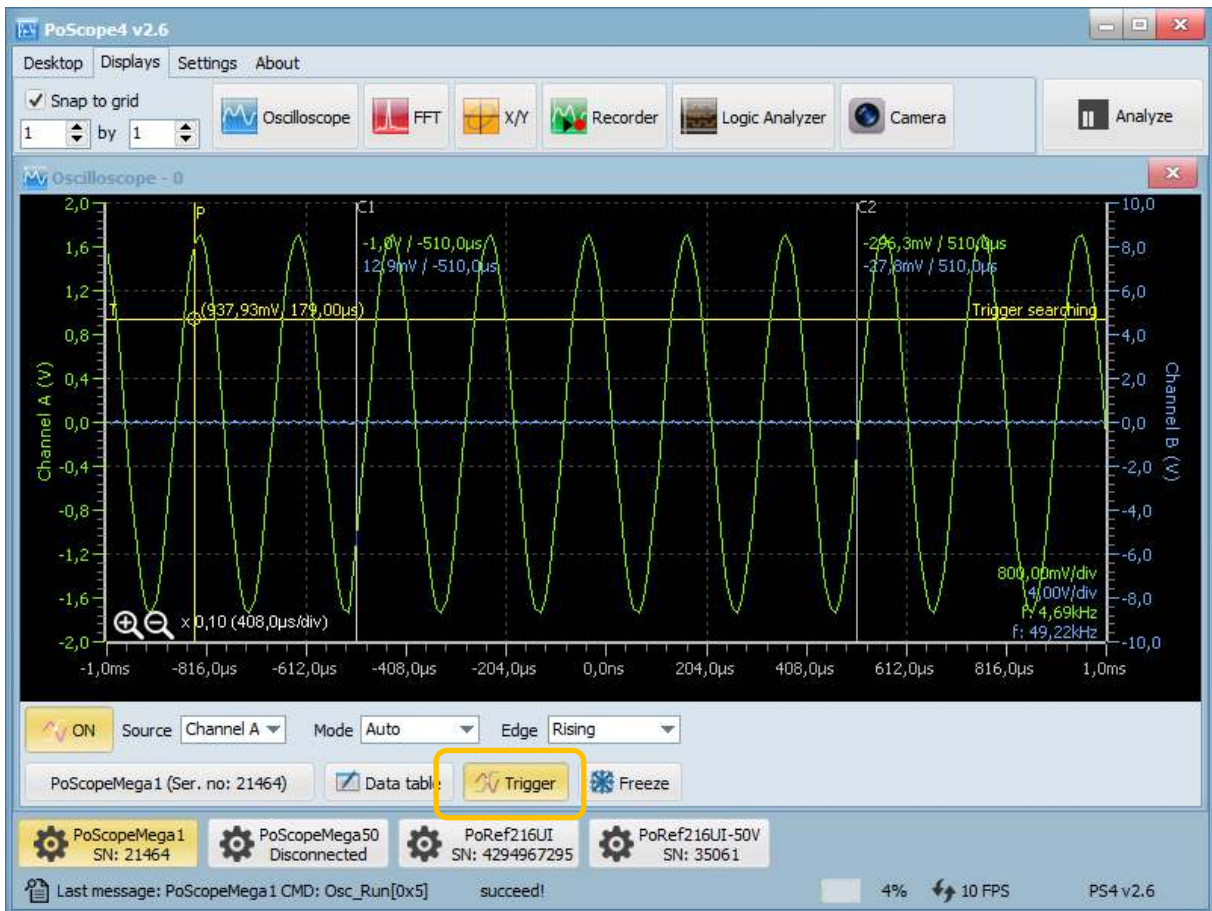 PoScope4 v2.6
Desktop Displays Settings About
Snap to grid
1 by 1
Oscilloscope FFT X/Y Recorder Logic Analyzer Camera Analyze
Oscilloscope - 0
2,0 P C1 C2 10,0
1,6 -1,0V / -510,0µs -296,3mV / 510,0µs 8,0
12,9mV / -510,0µs -27,8mV / 510,0µs
1,2 6,0
T (937,93mV, 179,00µs) Trigger searching
0,8 4,0
0,4 2,0
Channel A (V)
0,0 0,0
Channel B (V)
-0,4 -2,0
-0,8 -4,0
-1,2 -6,0
800,00mV/div
-1,6 4,00V/div -8,0
f: 4,69kHz
x 0,10 (408,0µs/div) f: 49,22kHz
-2,0 -10,0
-1,0ms -816,0µs -612,0µs -408,0µs -204,0µs 0,0ns 204,0µs 408,0µs 612,0µs 816,0µs 1,0ms
ON Source Channel A Mode Auto Edge Rising
PoScopeMega1 (Ser. no: 21464) Data table Trigger Freeze
PoScopeMega1 PoScopeMega50 PoRef216UI PoRef216UI-50V
SN: 21464 Disconnected SN: 4294967295 SN: 35061
Last message: PoScopeMega1 CMD: Osc_Run[0x5] succeed! 4% 10 FPS PS4 v2.6